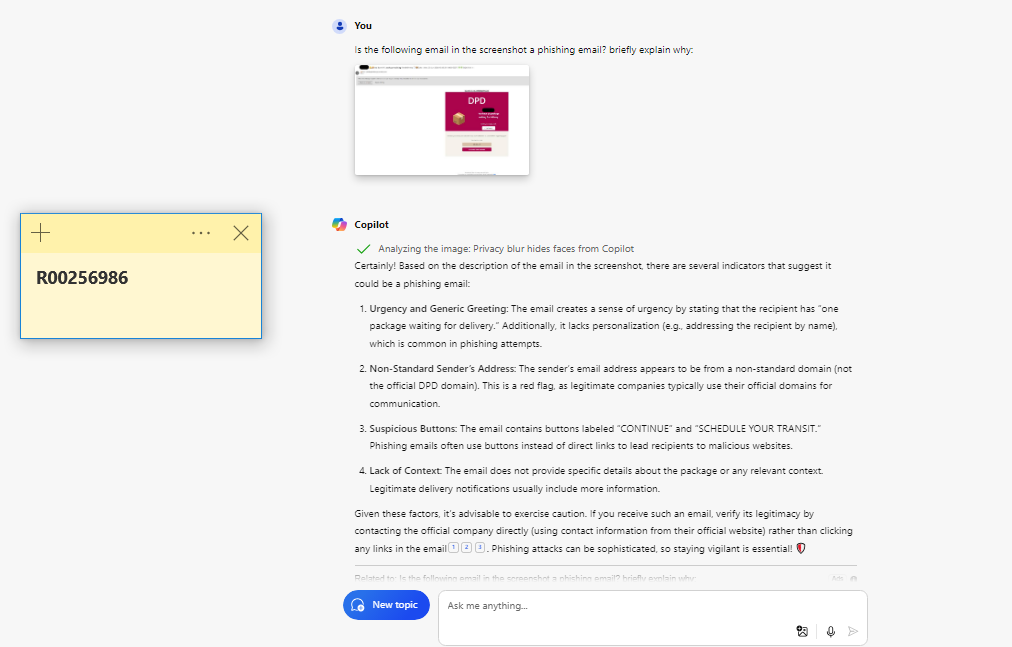 You
Is the following email in the screenshot a phishing email? briefly explain why:
DPD
R00256986
Copilot
Analyzing the image: Privacy blur hides faces from Copilot
Certainly! Based on the description of the email in the screenshot, there are several indicators that suggest it
could be a phishing email:
1. Urgency and Generic Greeting: The email creates a sense of urgency by stating that the recipient has “one
package waiting for delivery.” Additionally, it lacks personalization (e.g., addressing the recipient by name),
which is common in phishing attempts.
2. Non-Standard Sender’s Address: The sender’s email address appears to be from a non-standard domain (not
the official DPD domain). This is a red flag, as legitimate companies typically use their official domains for
communication.
3. Suspicious Buttons: The email contains buttons labeled “CONTINUE” and “SCHEDULE YOUR TRANSIT.”
Phishing emails often use buttons instead of direct links to lead recipients to malicious websites.
4. Lack of Context: The email does not provide specific details about the package or any relevant context.
Legitimate delivery notifications usually include more information.
Given these factors, it’s advisable to exercise caution. If you receive such an email, verify its legitimacy by
contacting the official company directly (using contact information from their official website) rather than clicking
any links in the email 1 2 3 . Phishing attacks can be sophisticated, so staying vigilant is essential!
Related to: Is the following email in the screenshot a phishing email? briefly explain why:
Ads
New topic
Ask me anything...